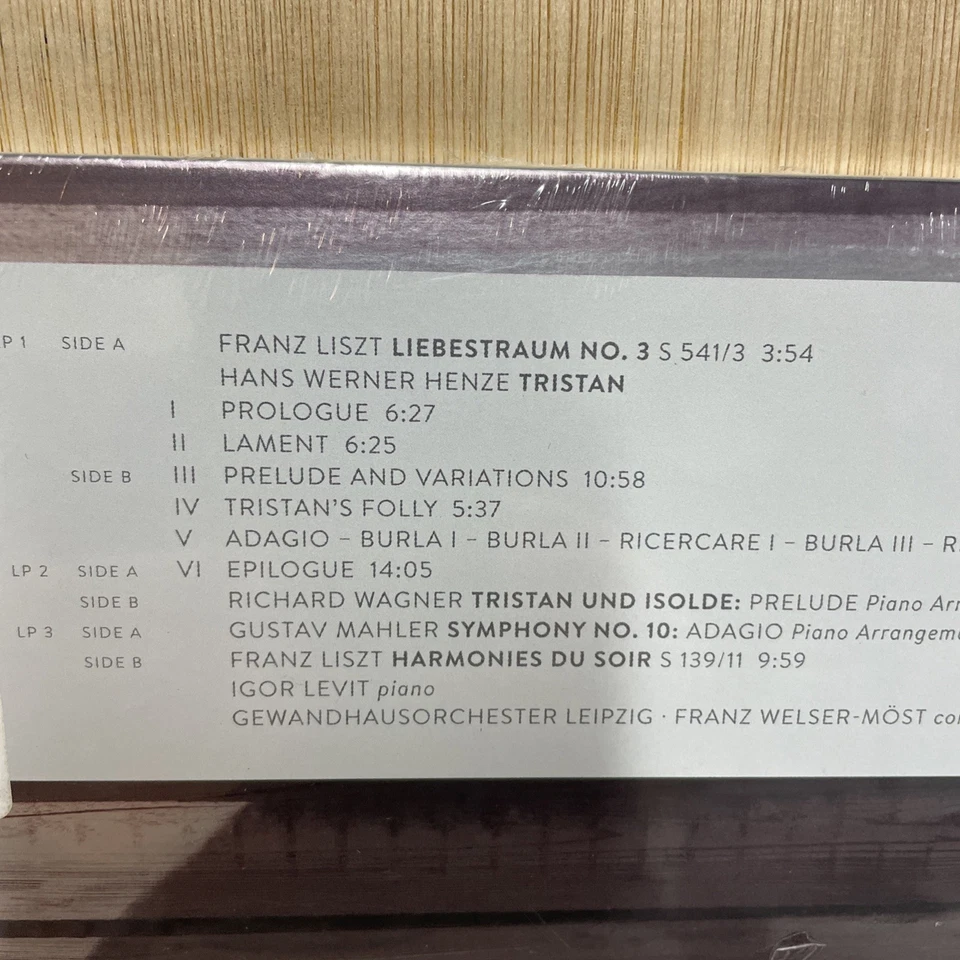 P 1 SIDE A FRANZ LISZT LIEBESTRAUM NO. 3 S 541/3 3:54
HANS WERNER HENZE TRISTAN
I PROLOGUE 6:27
II LAMENT 6:25
SIDE B III PRELUDE AND VARIATIONS 10:58
IV TRISTAN'S FOLLY 5:37
V ADAGIO – BURLA I – BURLA II – RICERCARE I – BURLA III – R
LP 2 SIDE A VI EPILOGUE 14:05
SIDE B RICHARD WAGNER TRISTAN UND ISOLDE: PRELUDE Piano Arr
LP 3 SIDE A GUSTAV MAHLER SYMPHONY NO. 10: ADAGIO Piano Arrangem
SIDE B FRANZ LISZT HARMONIES DU SOIR S 139/11 9:59
IGOR LEVIT piano
GEWANDHAUSORCHESTER LEIPZIG · FRANZ WELSER-MÖST co